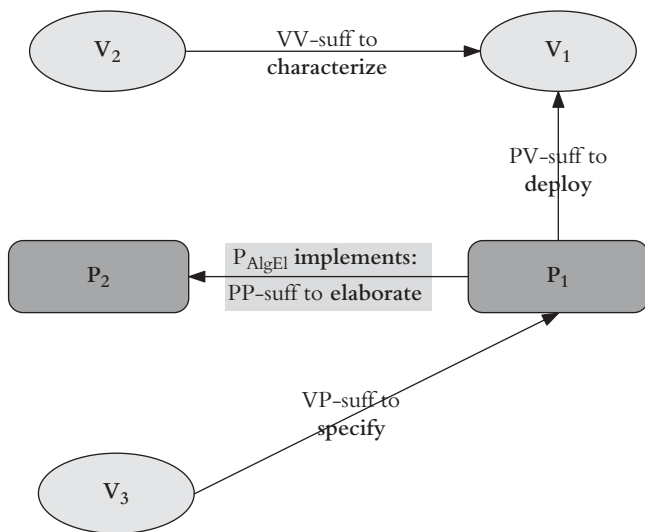 V₂
VV-suff to
characterize
V₁
PV-suff to
deploy
P₂
P_AlgEl implements:
PP-suff to elaborate
P₁
VP-suff to
specify
V₃